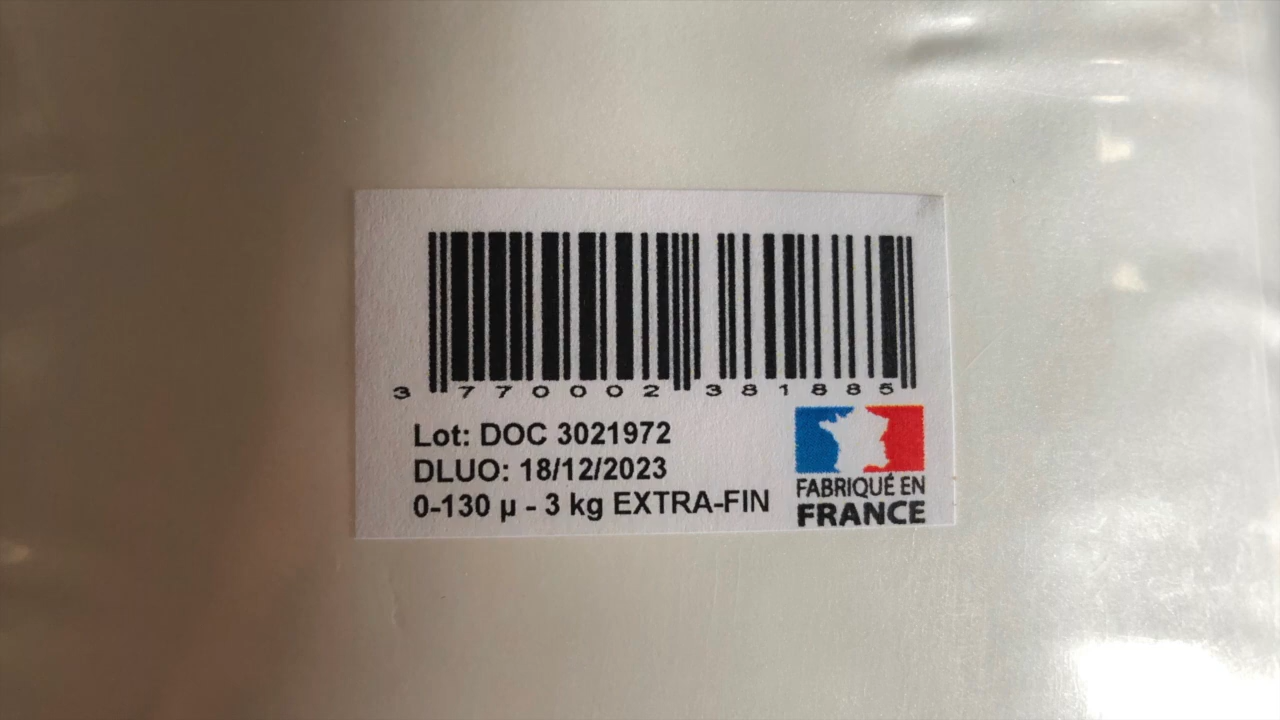 3 770002 381885
Lot: DOC 3021972
DLUO: 18/12/2023
0-130 µ - 3 kg EXTRA-FIN
FABRIQUÉ EN
FRANCE